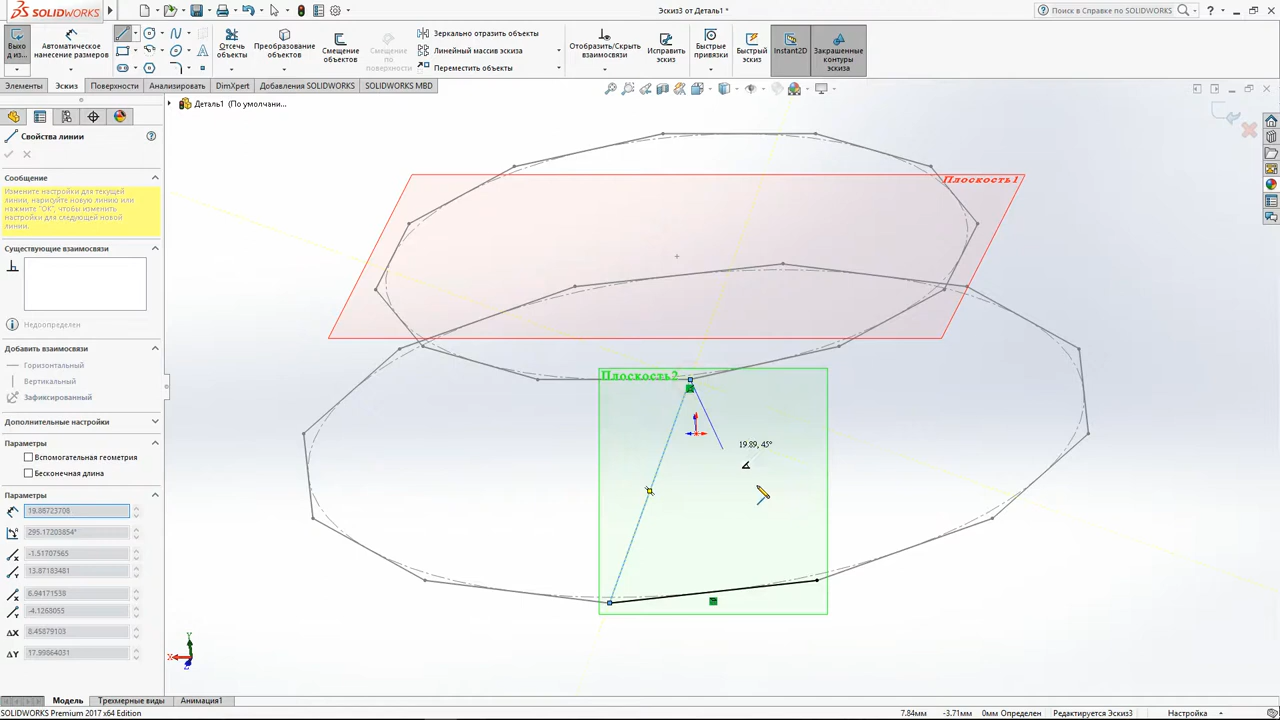 SOLIDWORKS
Эскиз3 от Деталь1 *
Поиск в Справке по SOLIDWORKS
Выход из...
Автоматическое нанесение размеров
Отсечь объекты
Преобразование объектов
Смещение объектов
Смещение по поверхности
Зеркально отразить объекты
Линейный массив эскиза
Переместить объекты
Отобразить/Скрыть взаимосвязи
Исправить эскиз
Быстрые привязки
Быстрый эскиз
Instant2D
Закрашенные контуры эскиза
Элементы
Эскиз
Поверхности
Анализировать
DimXpert
Добавления SOLIDWORKS
SOLIDWORKS MBD
Деталь1 (По умолчани...
Свойства линии
Сообщение
Измените настройки для текущей
линии, нарисуйте новую линию или
нажмите "OK", чтобы изменить
настройки для следующей новой
линии.
Существующие взаимосвязи
Недоопределен
Добавить взаимосвязи
Горизонтальный
Вертикальный
Зафиксированный
Дополнительные настройки
Параметры
Вспомогательная геометрия
Бесконечная длина
Параметры
19.88723708
295.17203854°
-1.51707565
13.87183481
6.94171538
-4.1268055
ΔX 8.45879103
ΔY 17.99864031
Плоскость1
Плоскость2
19.89, 45°
Y
X
Z
Модель
Трехмерные виды
Анимация1
SOLIDWORKS Premium 2017 x64 Edition
7.84мм
-3.71мм
0мм Определен
Редактируется Эскиз3
Настройка